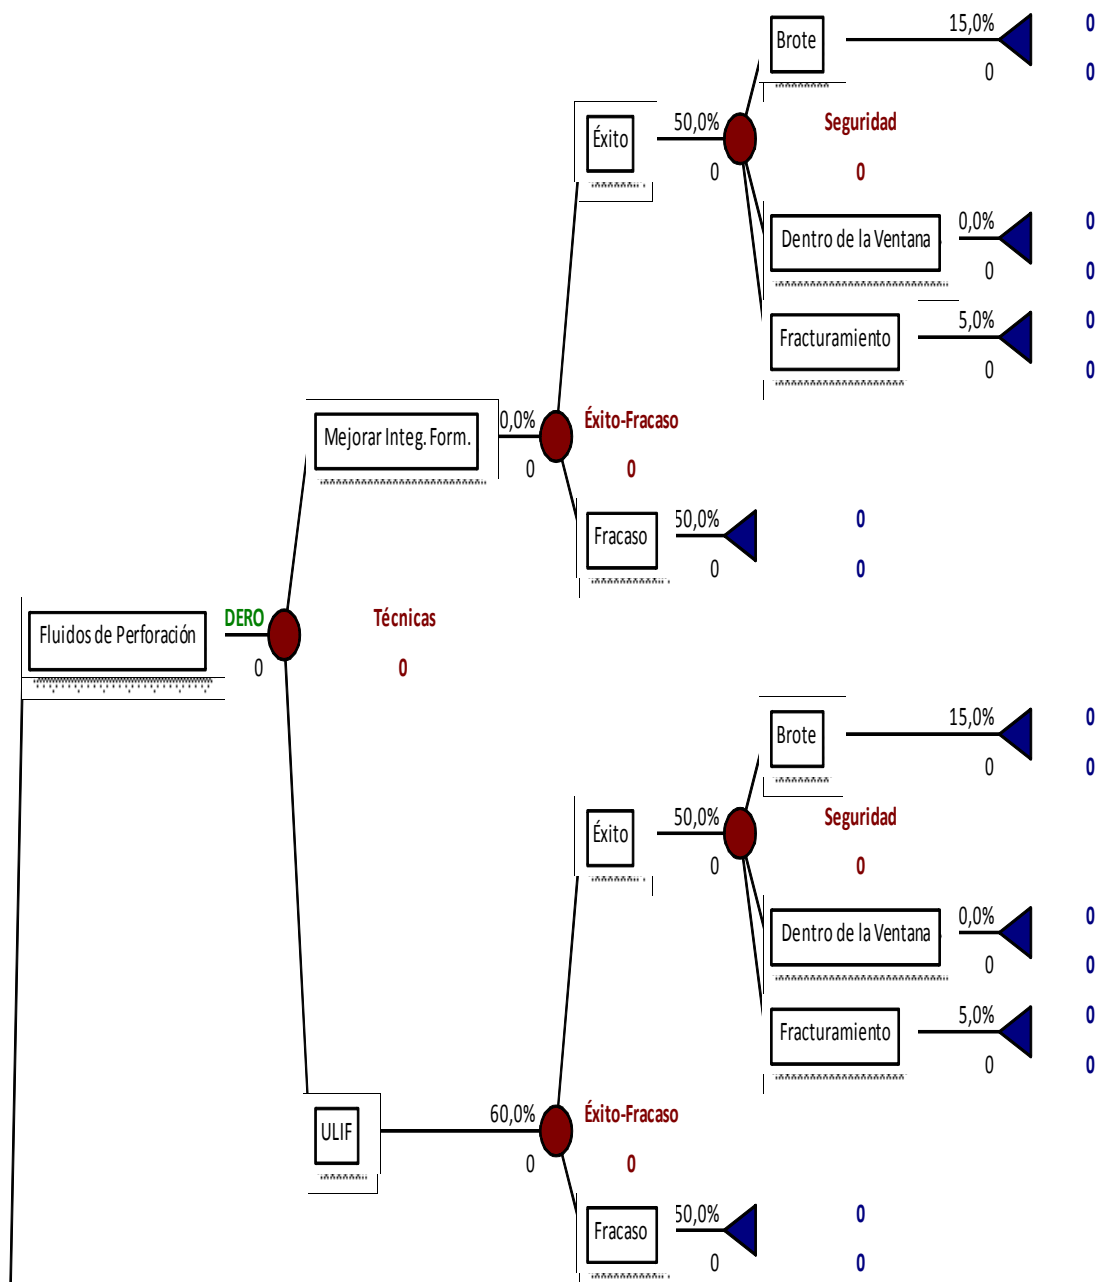 15,0% 0
Brote
0 0
50,0% Seguridad
Éxito
0 0
0,0% 0
Dentro de la Ventana
0 0
5,0% 0
Fracturamiento
0 0
0,0% Éxito-Fracaso
Mejorar Integ. Form.
0 0
50,0% 0
Fracaso
0 0
DERO Técnicas
Fluidos de Perforación
0 0
15,0% 0
Brote
0 0
50,0% Seguridad
Éxito
0 0
0,0% 0
Dentro de la Ventana
0 0
5,0% 0
Fracturamiento
0 0
60,0% Éxito-Fracaso
ULIF
0 0
50,0% 0
Fracaso
0 0